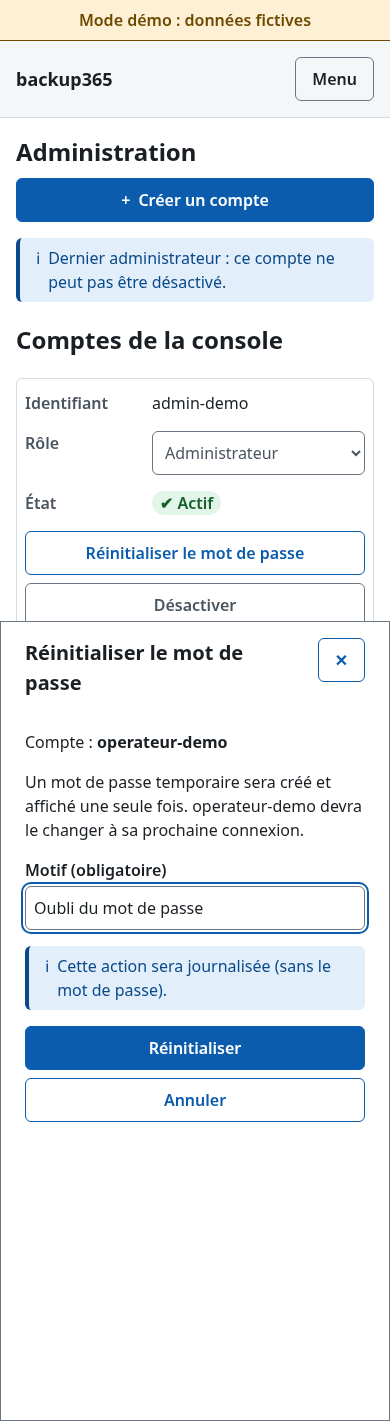 Mode démo : données fictives
backup365
Menu
Administration
+ Créer un compte
i Dernier administrateur : ce compte ne
peut pas être désactivé.
Comptes de la console
Identifiant admin-demo
Rôle Administrateur
État ✔ Actif
Réinitialiser le mot de passe
Désactiver
Réinitialiser le mot de
passe
×
Compte : operateur-demo
Un mot de passe temporaire sera créé et
affiché une seule fois. operateur-demo devra
le changer à sa prochaine connexion.
Motif (obligatoire)
Oubli du mot de passe
i Cette action sera journalisée (sans le
mot de passe).
Réinitialiser
Annuler